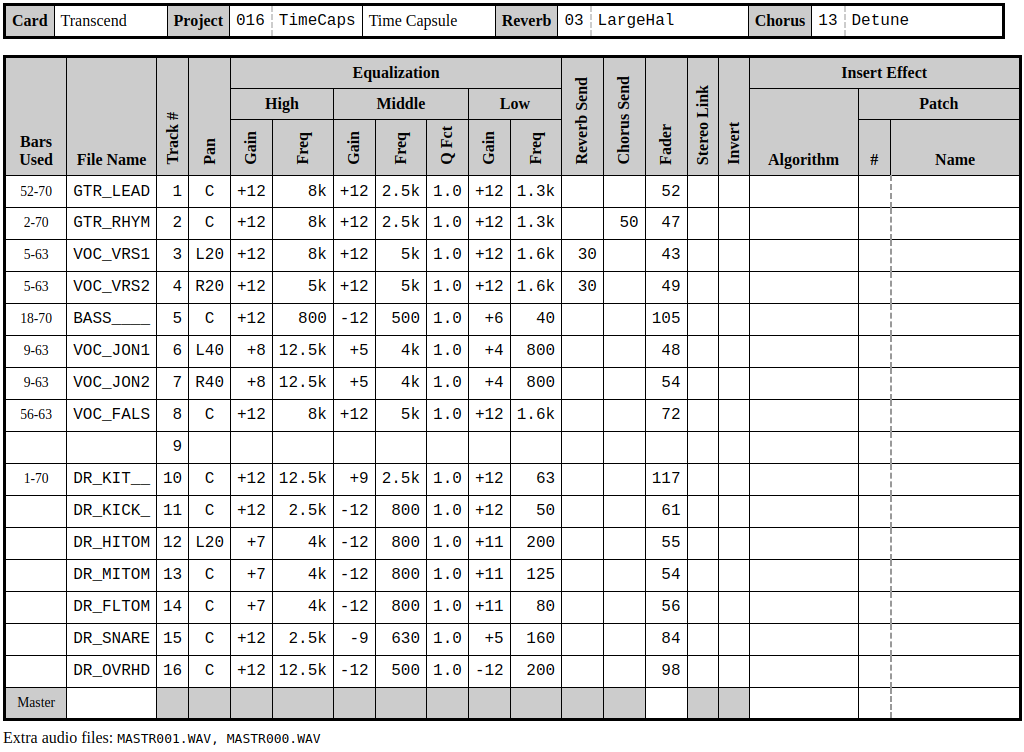 Card Transcend Project 016 TimeCaps Time Capsule Reverb 03 LargeHal Chorus 13 Detune
Equalization Insert Effect
High Middle Low Patch
Bars Used File Name Track # Pan Gain Freq Gain Freq Q Fct Gain Freq Reverb Send Chorus Send Fader Stereo Link Invert Algorithm # Name
52-70 GTR_LEAD 1 C +12 8k +12 2.5k 1.0 +12 1.3k 52
2-70 GTR_RHYM 2 C +12 8k +12 2.5k 1.0 +12 1.3k 50 47
5-63 VOC_VRS1 3 L20 +12 8k +12 5k 1.0 +12 1.6k 30 43
5-63 VOC_VRS2 4 R20 +12 5k +12 5k 1.0 +12 1.6k 30 49
18-70 BASS____ 5 C +12 800 -12 500 1.0 +6 40 105
9-63 VOC_JON1 6 L40 +8 12.5k +5 4k 1.0 +4 800 48
9-63 VOC_JON2 7 R40 +8 12.5k +5 4k 1.0 +4 800 54
56-63 VOC_FALS 8 C +12 8k +12 5k 1.0 +12 1.6k 72
9
1-70 DR_KIT__ 10 C +12 12.5k +9 2.5k 1.0 +12 63 117
DR_KICK_ 11 C +12 2.5k -12 800 1.0 +12 50 61
DR_HITOM 12 L20 +7 4k -12 800 1.0 +11 200 55
DR_MITOM 13 C +7 4k -12 800 1.0 +11 125 54
DR_FLTOM 14 C +7 4k -12 800 1.0 +11 80 56
DR_SNARE 15 C +12 2.5k -9 630 1.0 +5 160 84
DR_OVRHD 16 C +12 12.5k -12 500 1.0 -12 200 98
Master
Extra audio files: MASTR001.WAV, MASTR000.WAV